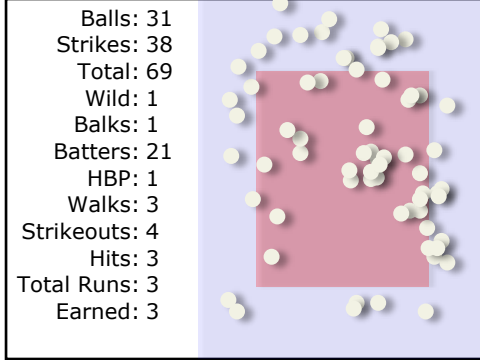 Balls: 31
Strikes: 38
Total: 69
Wild: 1
Balks: 1
Batters: 21
HBP: 1
Walks: 3
Strikeouts: 4
Hits: 3
Total Runs: 3
Earned: 3